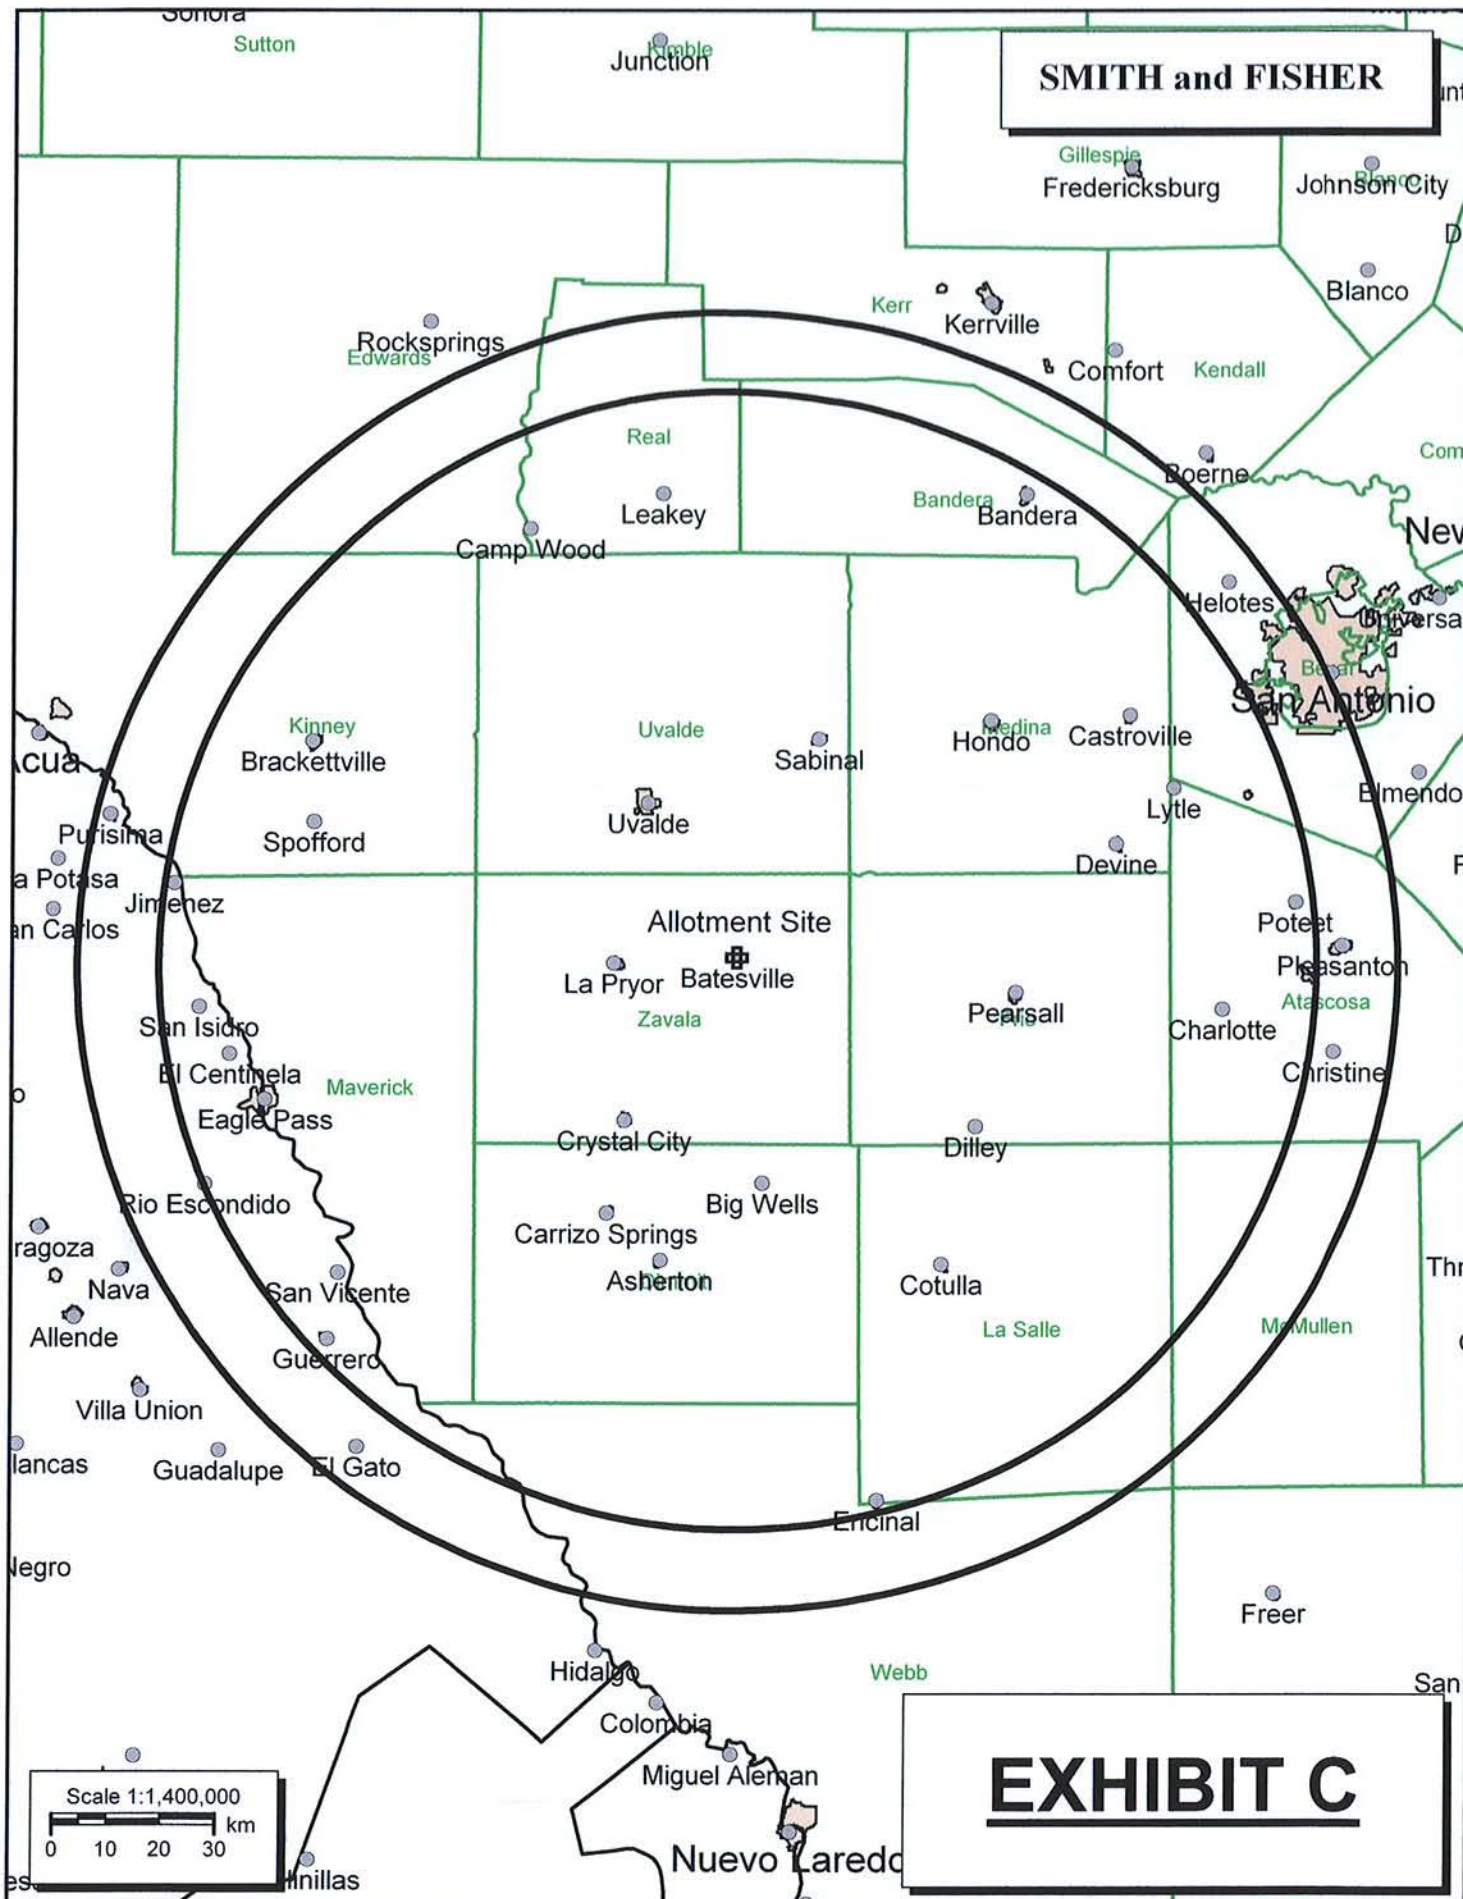 Sonora
Sutton
Kimble
Junction
SMITH and FISHER
Gillespie
Fredericksburg
Blanco
Johnson City
Blanco
Kerr
Kerrville
Rocksprings
Edwards
Comfort
Kendall
Real
Boerne
Leakey
Bandera
Bandera
Camp Wood
Helotes
Kinney
Brackettville
Uvalde
Sabinal
Medina
Hondo
Castroville
San Antonio
Lytle
Purisima
Spofford
Uvalde
Devine
Jimenez
Allotment Site
Poteet
La Pryor
Batesville
Pleasanton
San Isidro
Zavala
Pearsall
Frio
Charlotte
Atascosa
El Centinela
Maverick
Christine
Eagle Pass
Crystal City
Dilley
Rio Escondido
Big Wells
Carrizo Springs
Nava
San Vicente
Asherton
Cotulla
Allende
Guerrero
La Salle
McMullen
Villa Union
Guadalupe
El Gato
Encinal
Freer
Hidalgo
Webb
San
Colombia
Miguel Aleman
EXHIBIT C
Scale 1:1,400,000
km
0 10 20 30
Nuevo Laredo